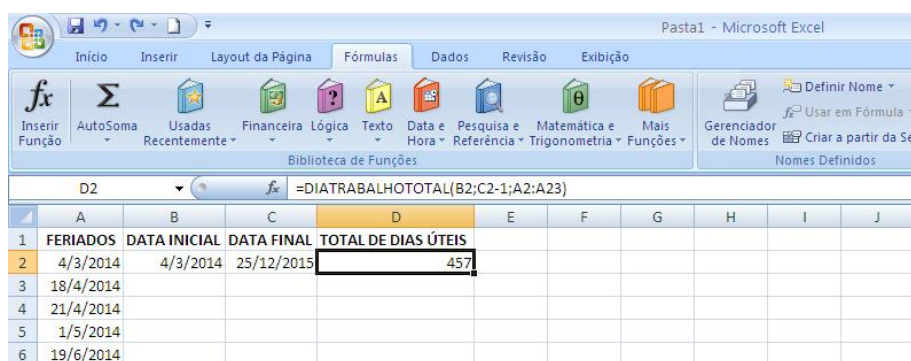 Pasta1 - Microsoft Excel
Início Inserir Layout da Página Fórmulas Dados Revisão Exibição
fx Σ ? A θ
Inserir Função AutoSoma Usadas Recentemente Financeira Lógica Texto Data e Hora Pesquisa e Referência Matemática e Trigonometria Mais Funções Gerenciador de Nomes
Definir Nome
Usar em Fórmula
Criar a partir da Se
Biblioteca de Funções Nomes Definidos
D2 fx =DIATRABALHOTOTAL(B2;C2-1;A2:A23)
A B C D E F G H I J
1 FERIADOS DATA INICIAL DATA FINAL TOTAL DE DIAS ÚTEIS
2 4/3/2014 4/3/2014 25/12/2015 457
3 18/4/2014
4 21/4/2014
5 1/5/2014
6 19/6/2014